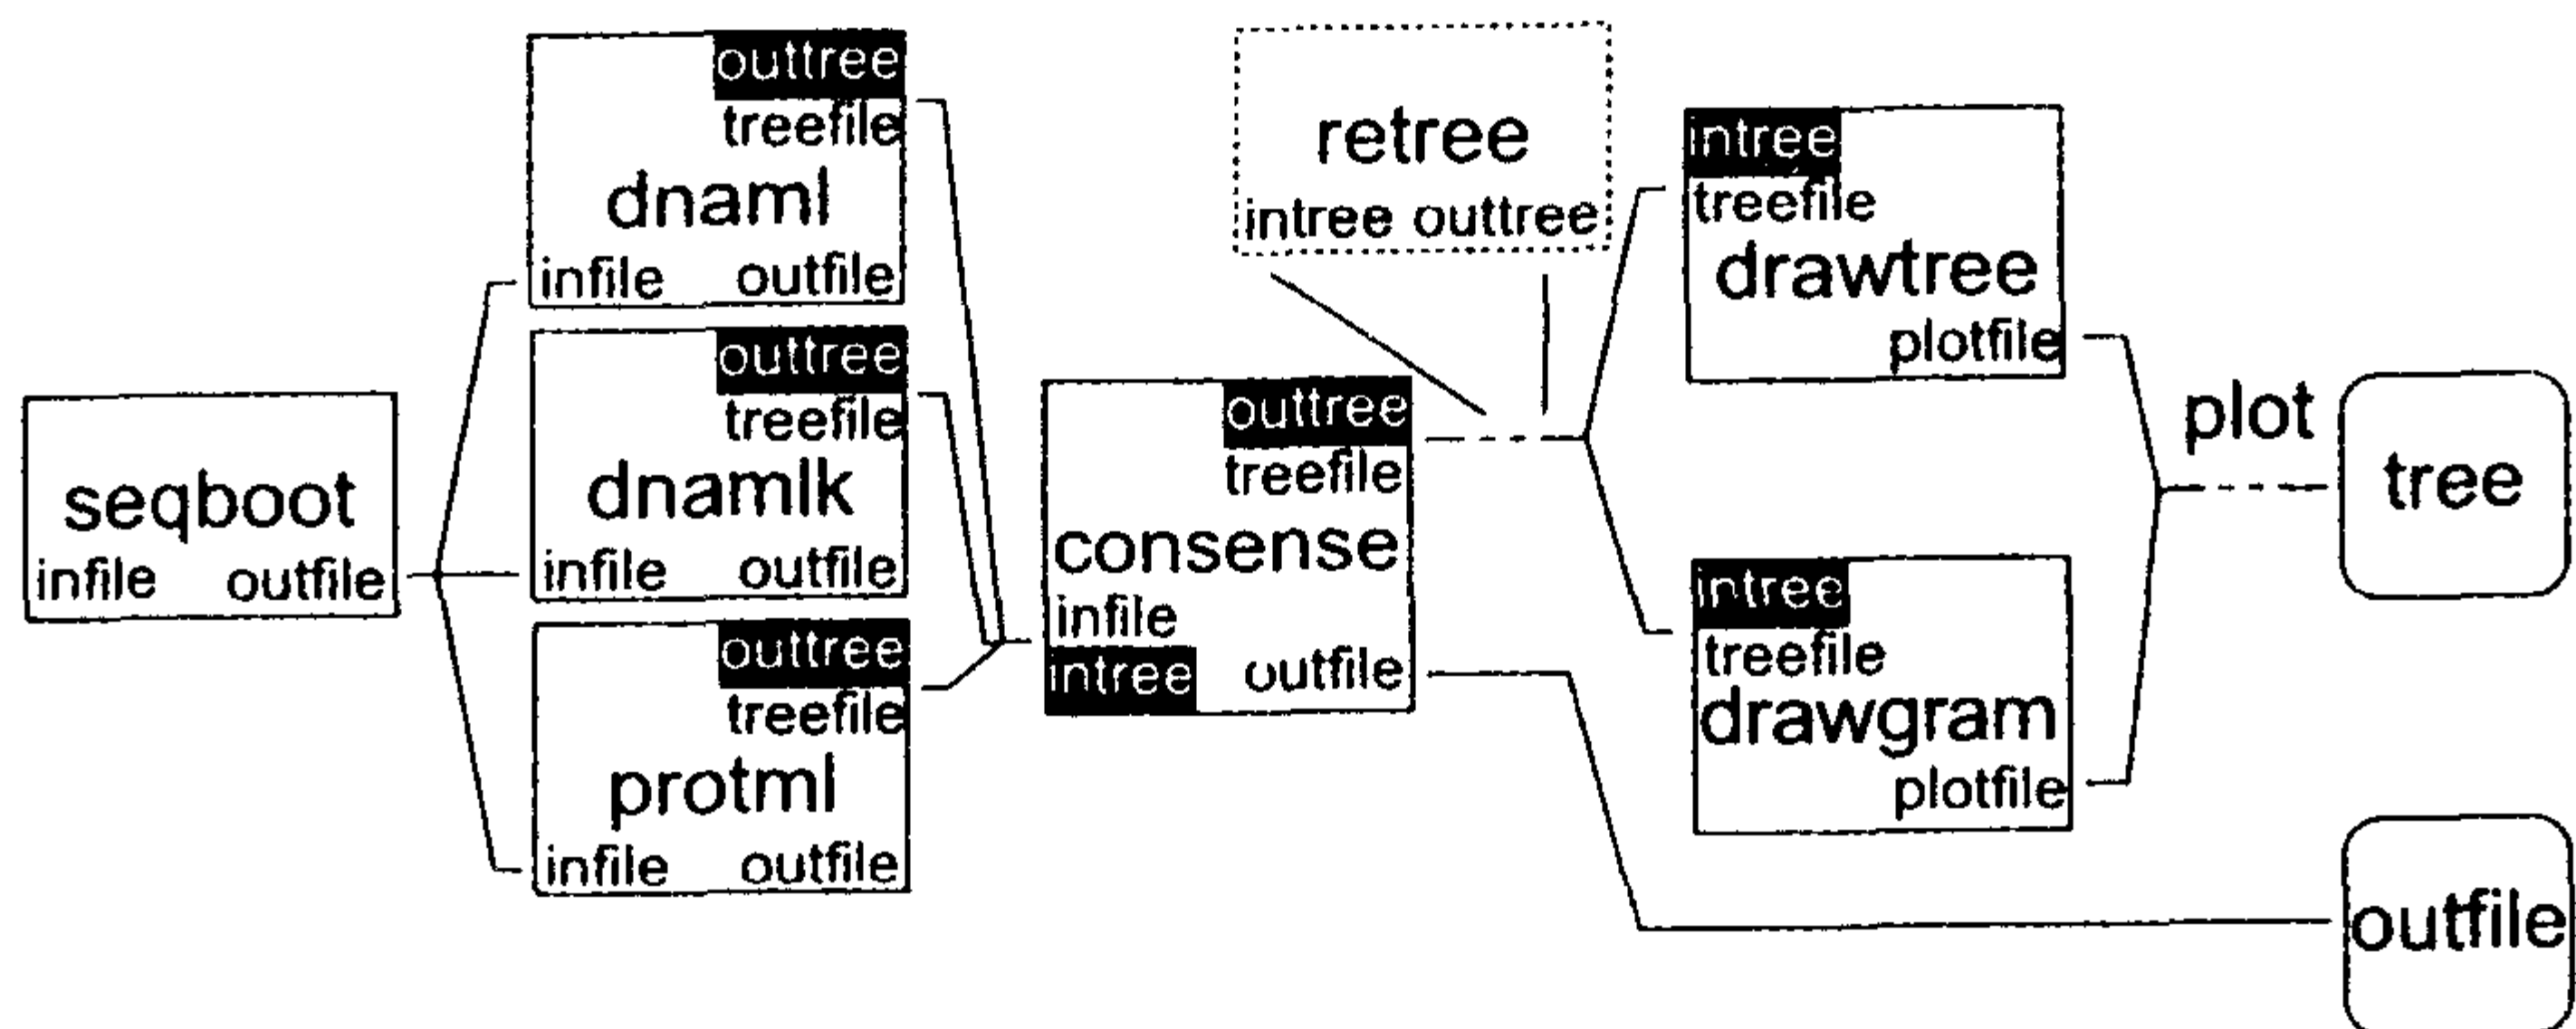 seqboot
infile outfile
outtree
treefile
dnaml
infile outfile
outtree
treefile
dnamlk
infile outfile
outtree
treefile
protml
infile outfile
outtree
treefile
consense
infile
intree outfile
retree
intree outtree
intree
treefile
drawtree
plotfile
intree
treefile
drawgram
plotfile
plot
tree
outfile